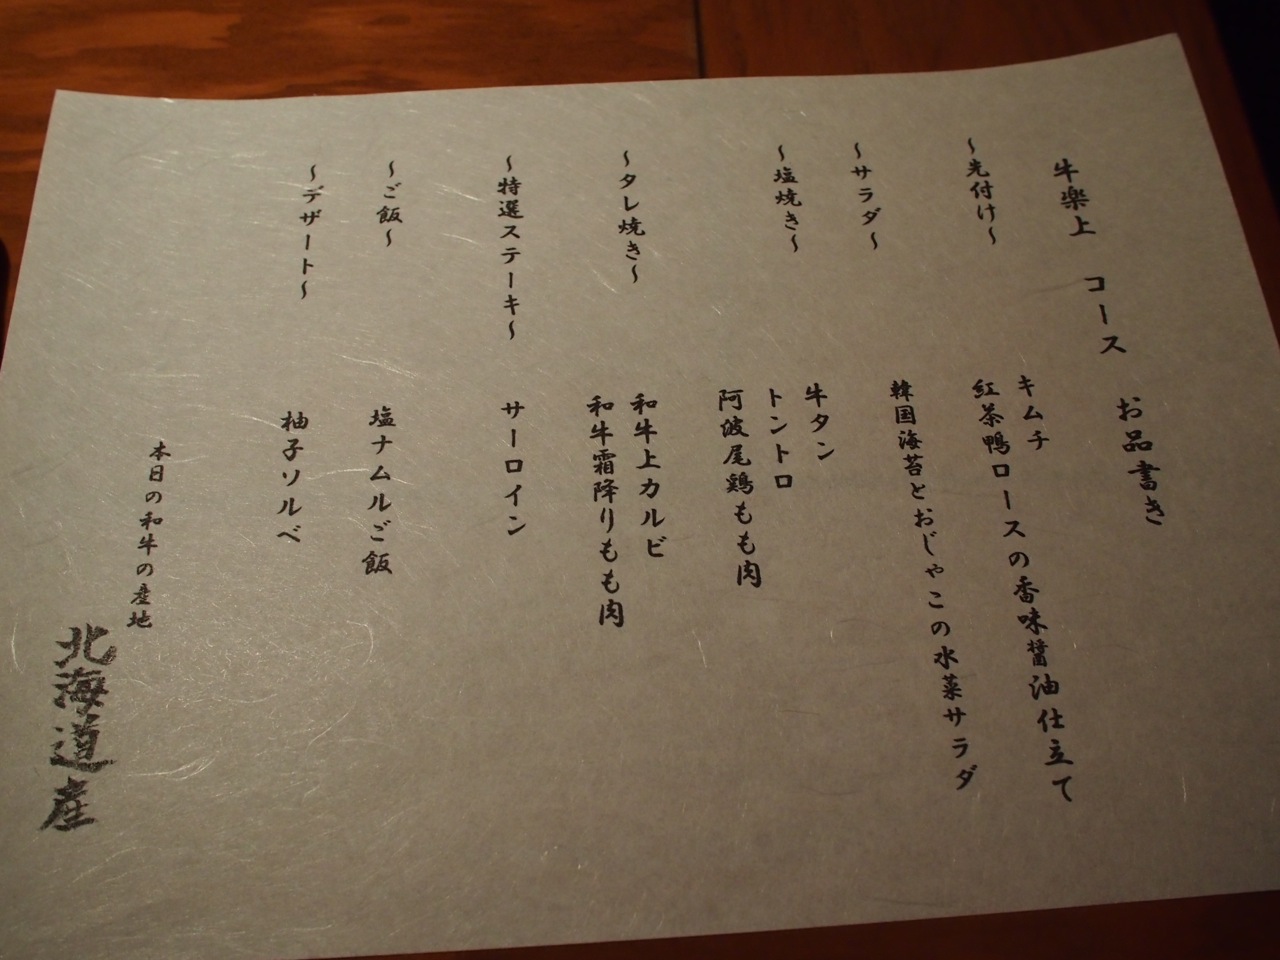 牛楽上 コース お品書き
〜先付け〜
キムチ
紅茶鴨ロースの香味醤油仕立て
〜サラダ〜
韓国海苔とおじゃこの水菜サラダ
〜塩焼き〜
牛タン
トントロ
阿波尾鶏もも肉
〜タレ焼き〜
和牛上カルビ
和牛霜降りもも肉
〜特選ステーキ〜
サーロイン
〜ご飯〜
塩ナムルご飯
〜デザート〜
柚子ソルベ
本日の和牛の産地
北海道産